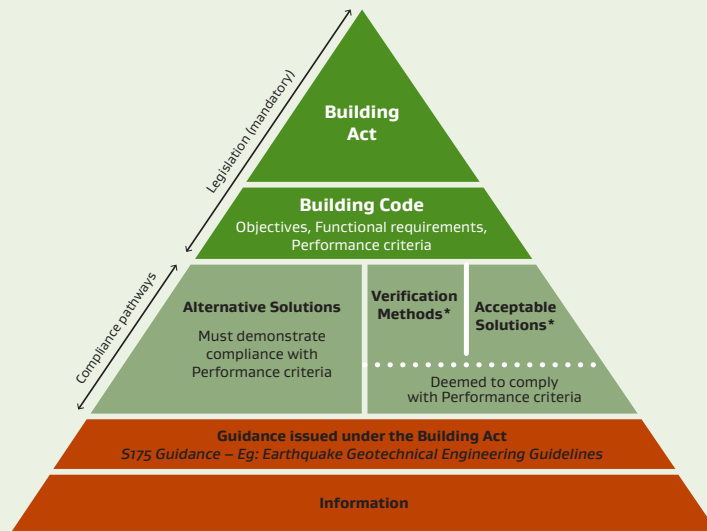 Building
Act
Legislation (mandatory)
Building Code
Objectives, Functional requirements,
Performance criteria
Compliance pathways
Alternative Solutions
Must demonstrate
compliance with
Performance criteria
Verification
Methods*
Acceptable
Solutions*
Deemed to comply
with Performance criteria
Guidance issued under the Building Act
S175 Guidance – Eg: Earthquake Geotechnical Engineering Guidelines
Information